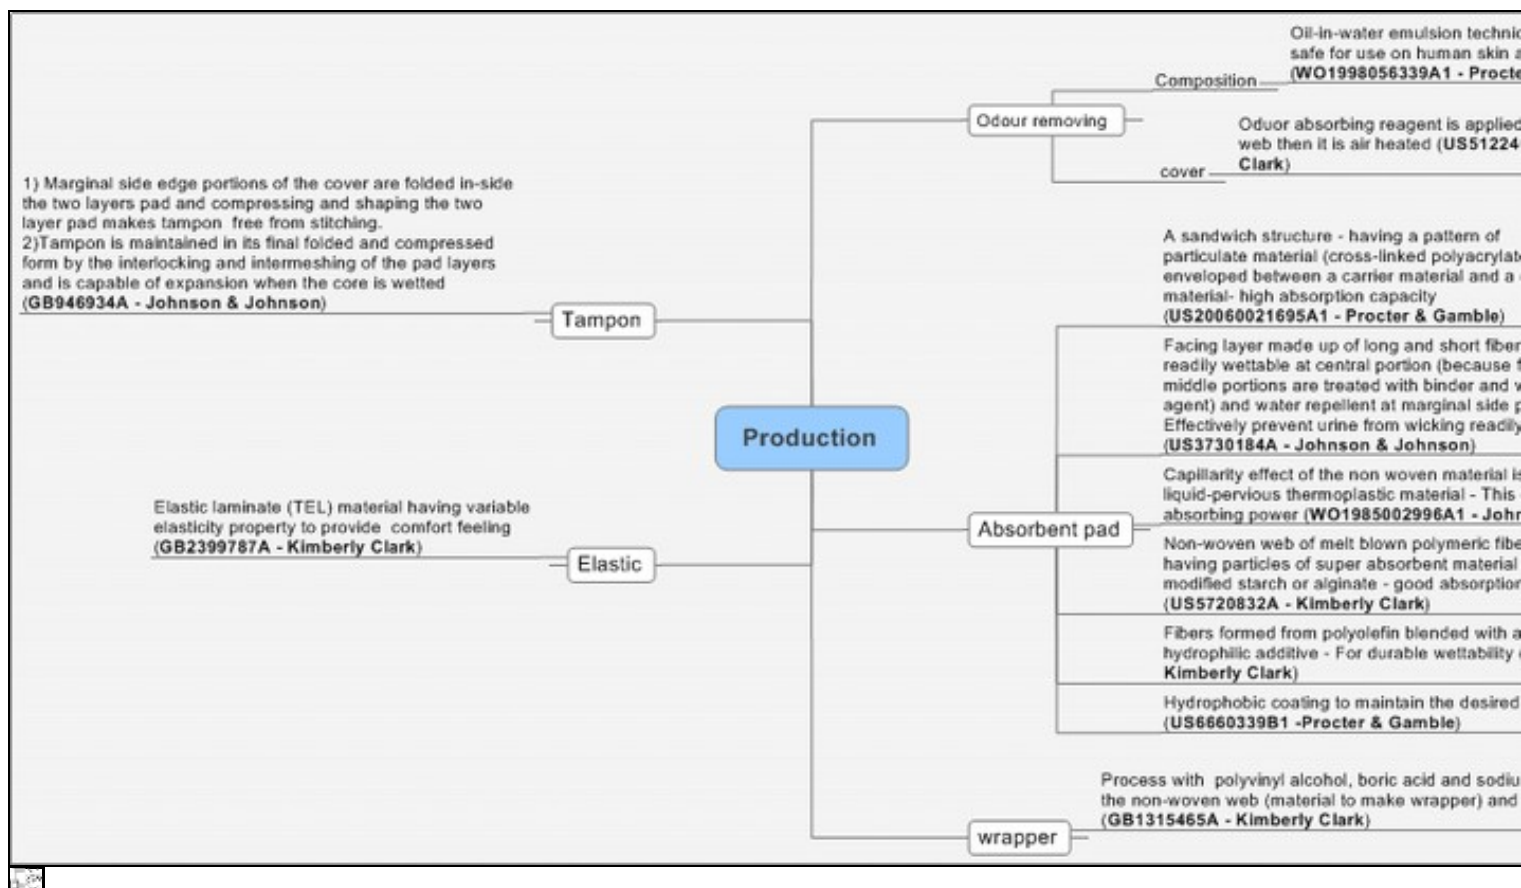 Oil-in-water emulsion
safe for use on human skin
(WO1998056339A1 -
Composition
Odour removing
Oduor absorbing reagent is applied
web then it is air heated (
Clark)
cover
1) Marginal side edge portions of the cover are folded in-side
the two layers pad and compressing and shaping the two
layer pad makes tampon free from stitching.
2)Tampon is maintained in its final folded and compressed
form by the interlocking and intermeshing of the pad layers
and is capable of expansion when the core is wetted
(GB946934A - Johnson & Johnson)
Tampon
Production
Elastic laminate (TEL) material having variable
elasticity property to provide comfort feeling
(GB2399787A - Kimberly Clark)
Elastic
A sandwich structure - having a pattern of
particulate material (cross-linked
enveloped between a carrier material and a
material- high absorption capacity
(US20060021695A1 - Procter & Gamble)
Facing layer made up of long and short
readily wettable at central portion (because
middle portions are treated with binder and
agent) and water repellent at marginal side
Effectively prevent urine from wicking readily
(US3730184A - Johnson & Johnson)
Capillarity effect of the non woven material
liquid-pervious thermoplastic material - This
absorbing power (WO1985002996A1 -
Absorbent pad
Non-woven web of melt blown polymeric
having particles of super absorbent material
modified starch or alginate - good absorption
(US5720832A - Kimberly Clark)
Fibers formed from polyolefin blended with
hydrophilic additive - For durable wettability
Kimberly Clark)
Hydrophobic coating to maintain the desired
(US6660339B1 -Procter & Gamble)
Process with polyvinyl alcohol, boric acid and
the non-woven web (material to make wrapper) and
(GB1315465A - Kimberly Clark)
wrapper